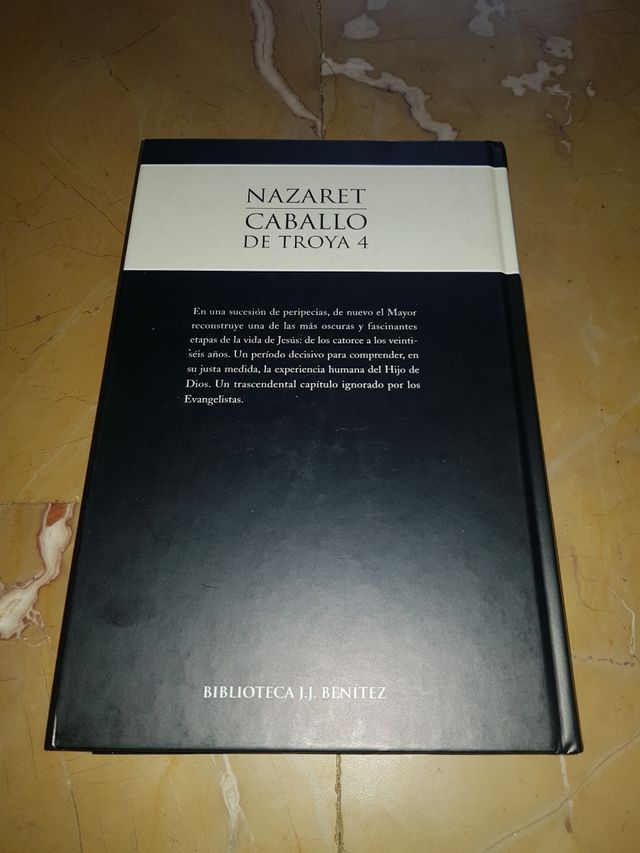 NAZARET
CABALLO
DE TROYA 4
En una sucesión de peripecias, de nuevo el Mayor
reconstruye una de las más oscuras y fascinantes
etapas de la vida de Jesús: de los catorce a los veinti-
séis años. Un período decisivo para comprender, en
su justa medida, la experiencia humana del Hijo de
Dios. Un trascendental capítulo ignorado por los
Evangelistas.
BIBLIOTECA J.J. BENÍTEZ